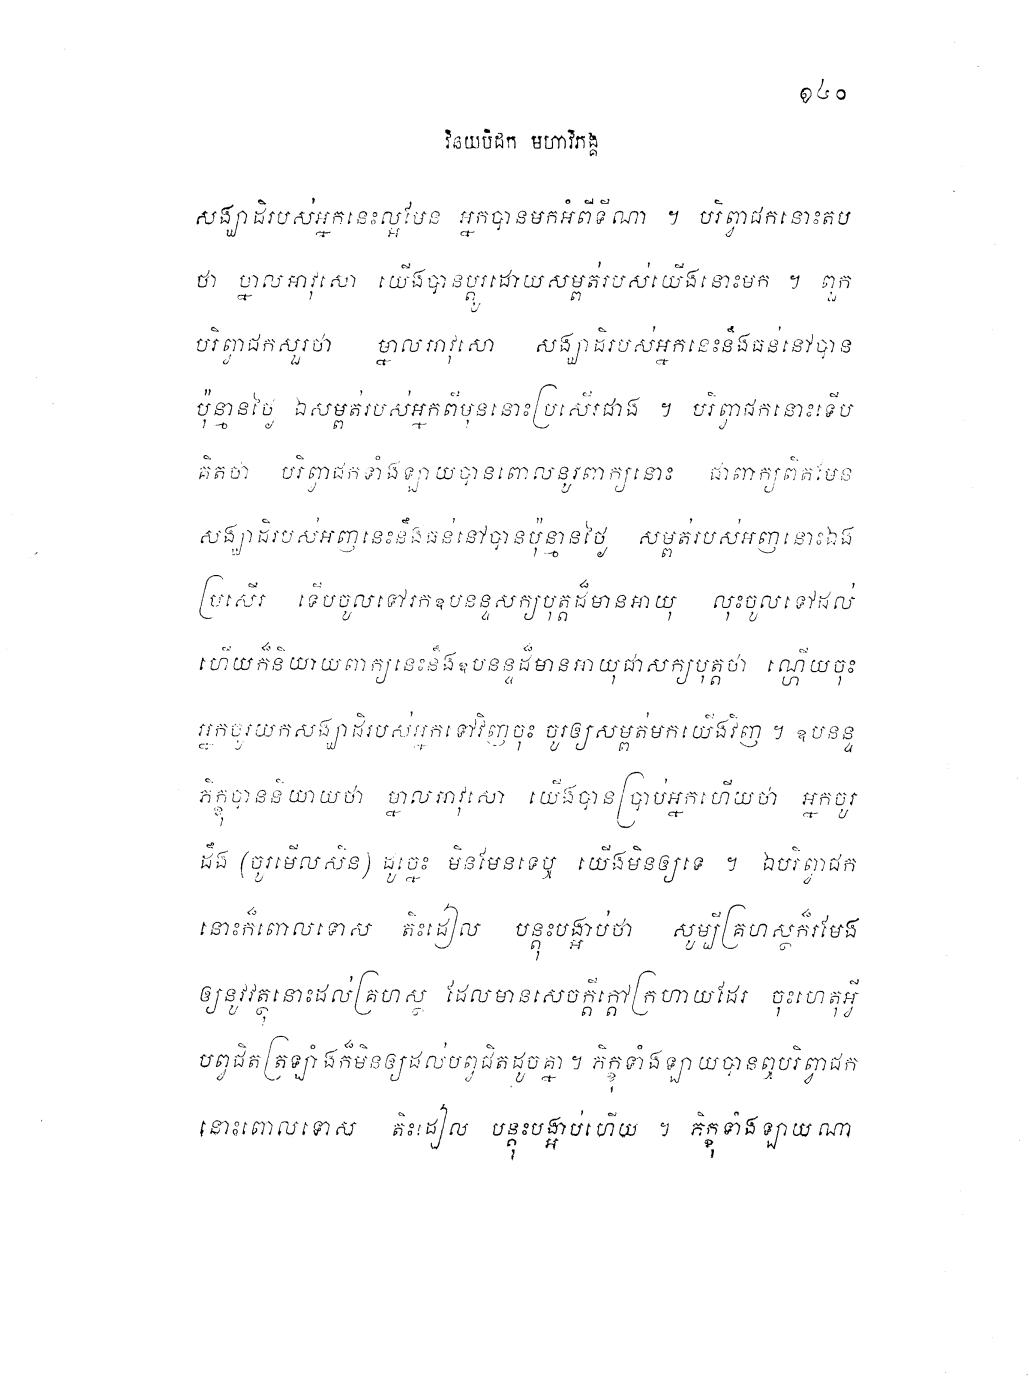 ១៤០
វិនយបិដក មហាវិភង្គ
សង្ឃាដិរបស់អ្នកនេះល្អមែន អ្នកបានមកអំពីទីណា ។ បរិព្វាជកនោះតប
ថា ម្នាលអាវុសោ យើងបានប្តូរដោយសម្ពត់របស់យើងនោះមក ។ ពួក
បរិព្វាជកសួរថា ម្នាលអាវុសោ សង្ឃាដិរបស់អ្នកនេះនឹងធន់នៅបាន
ប៉ុន្មានថ្ងៃ ឯសម្ពត់របស់អ្នកពីមុននោះប្រសើរជាង ។ បរិព្វាជកនោះទើប
គិតថា បរិព្វាជកទាំងឡាយបានពោលនូវពាក្យនោះ ជាពាក្យពិតមែន
សង្ឃាដិរបស់អញនេះនឹងធន់នៅបានប៉ុន្មានថ្ងៃ សម្ពត់របស់អញនោះឯង
ប្រសើរ ទើបចូលទៅរកឧបនន្ទសក្យបុត្តដ៏មានអាយុ លុះចូលទៅដល់
ហើយក៏និយាយពាក្យនេះនឹងឧបនន្ទដ៏មានអាយុជាសក្យបុត្តថា ណ្ហើយចុះ
អ្នកចូរយកសង្ឃាដិរបស់អ្នកទៅវិញចុះ ចូរឲ្យសម្ពត់មកយើងវិញ ។ ឧបនន្ទ
ភិក្ខុបាននិយាយថា ម្នាលអាវុសោ យើងបានប្រាប់អ្នកហើយថា អ្នកចូរ
ដឹង (ចូរមើលសិន) ដូច្នេះ មិនមែនទេឬ យើងមិនឲ្យទេ ។ ឯបរិព្វាជក
នោះក៏ពោលទោស តិះដៀល បន្តុះបង្អាប់ថា សូម្បីគ្រហស្ថក៏រមែង
ឲ្យនូវវត្ថុនោះដល់គ្រហស្ថ ដែលមានសេចក្តីក្តៅក្រហាយដែរ ចុះហេតុអ្វី
បព្វជិតត្រឡាំងក៏មិនឲ្យដល់បព្វជិតដូចគ្នា ។ ភិក្ខុទាំងឡាយបានឮបរិព្វាជក
នោះពោលទោស តិះដៀល បន្តុះបង្អាប់ហើយ ។ ភិក្ខុទាំងឡាយណា